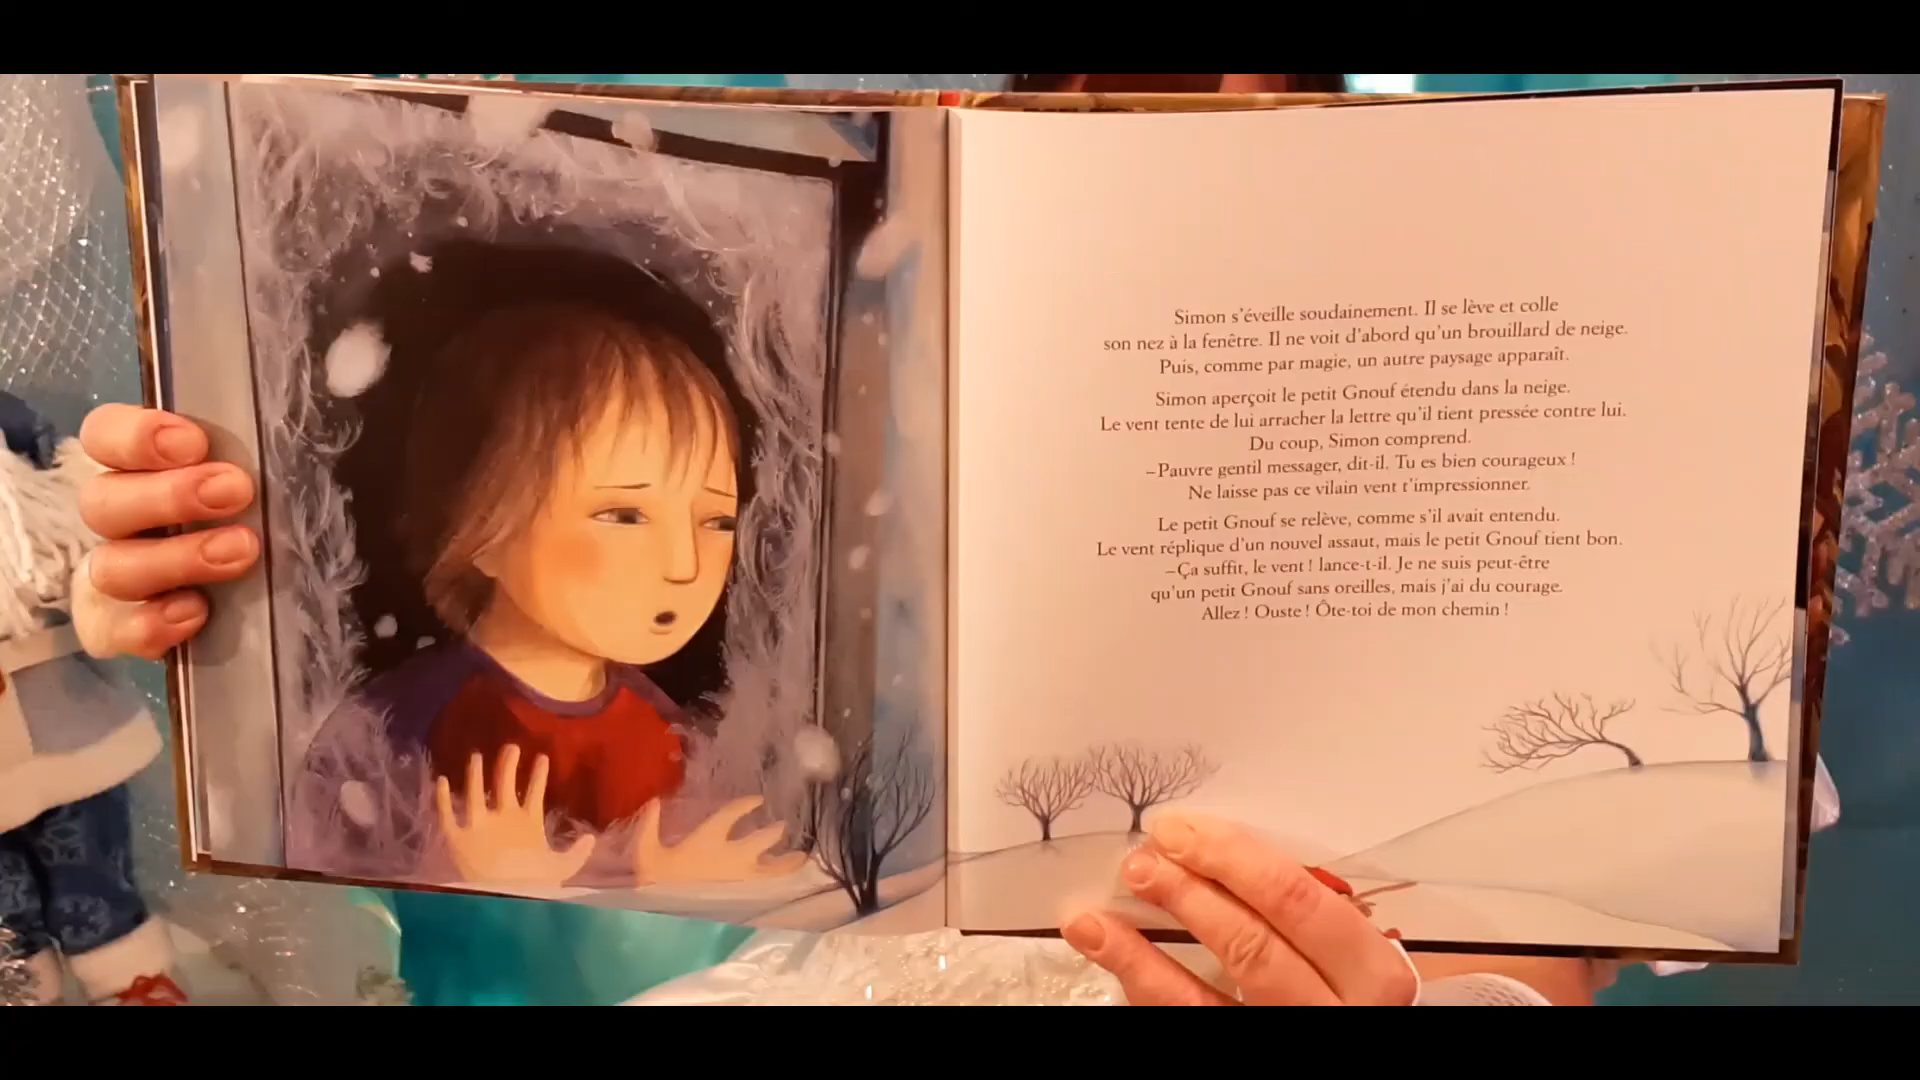 Simon s'éveille soudainement. Il se lève et colle
son nez à la fenêtre. Il ne voit d'abord qu'un brouillard de neige.
Puis, comme par magie, un autre paysage apparaît.
Simon aperçoit le petit Gnouf étendu dans la neige.
Le vent tente de lui arracher la lettre qu'il tient pressée contre lui.
Du coup, Simon comprend.
–Pauvre gentil messager, dit-il. Tu es bien courageux !
Ne laisse pas ce vilain vent t'impressionner.
Le petit Gnouf se relève, comme s'il avait entendu.
Le vent réplique d'un nouvel assaut, mais le petit Gnouf tient bon.
–Ça suffit, le vent ! lance-t-il. Je ne suis peut-être
qu'un petit Gnouf sans oreilles, mais j'ai du courage.
Allez ! Ouste ! Ôte-toi de mon chemin !